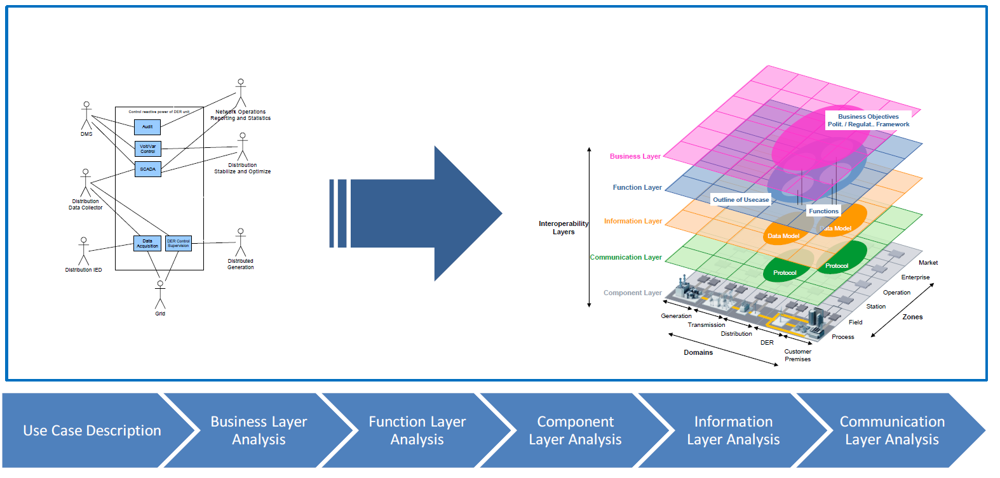 Control reactive power of DER unit
Network Operations
Reporting and Statistics
DMS
Audit
Volt/Var
Control
SCADA
Distribution
Stabilize and Optimize
Distribution
Data Collector
Data
Acquisition
DER Control
Supervision
Distribution IED
Distributed
Generation
Grid
Business Objectives
Polit. / Regulat.. Framework
Business Layer
Function Layer
Outline of Usecase
Functions
Information Layer
Interoperability
Layers
Data Model
Data Model
Communication Layer
Protocol
Protocol
Component Layer
Market
Enterprise
Operation
Station
Field
Process
Zones
Generation
Transmission
Distribution
DER
Customer
Premises
Domains
Use Case Description
Business Layer
Analysis
Function Layer
Analysis
Component
Layer Analysis
Information
Layer Analysis
Communication
Layer Analysis